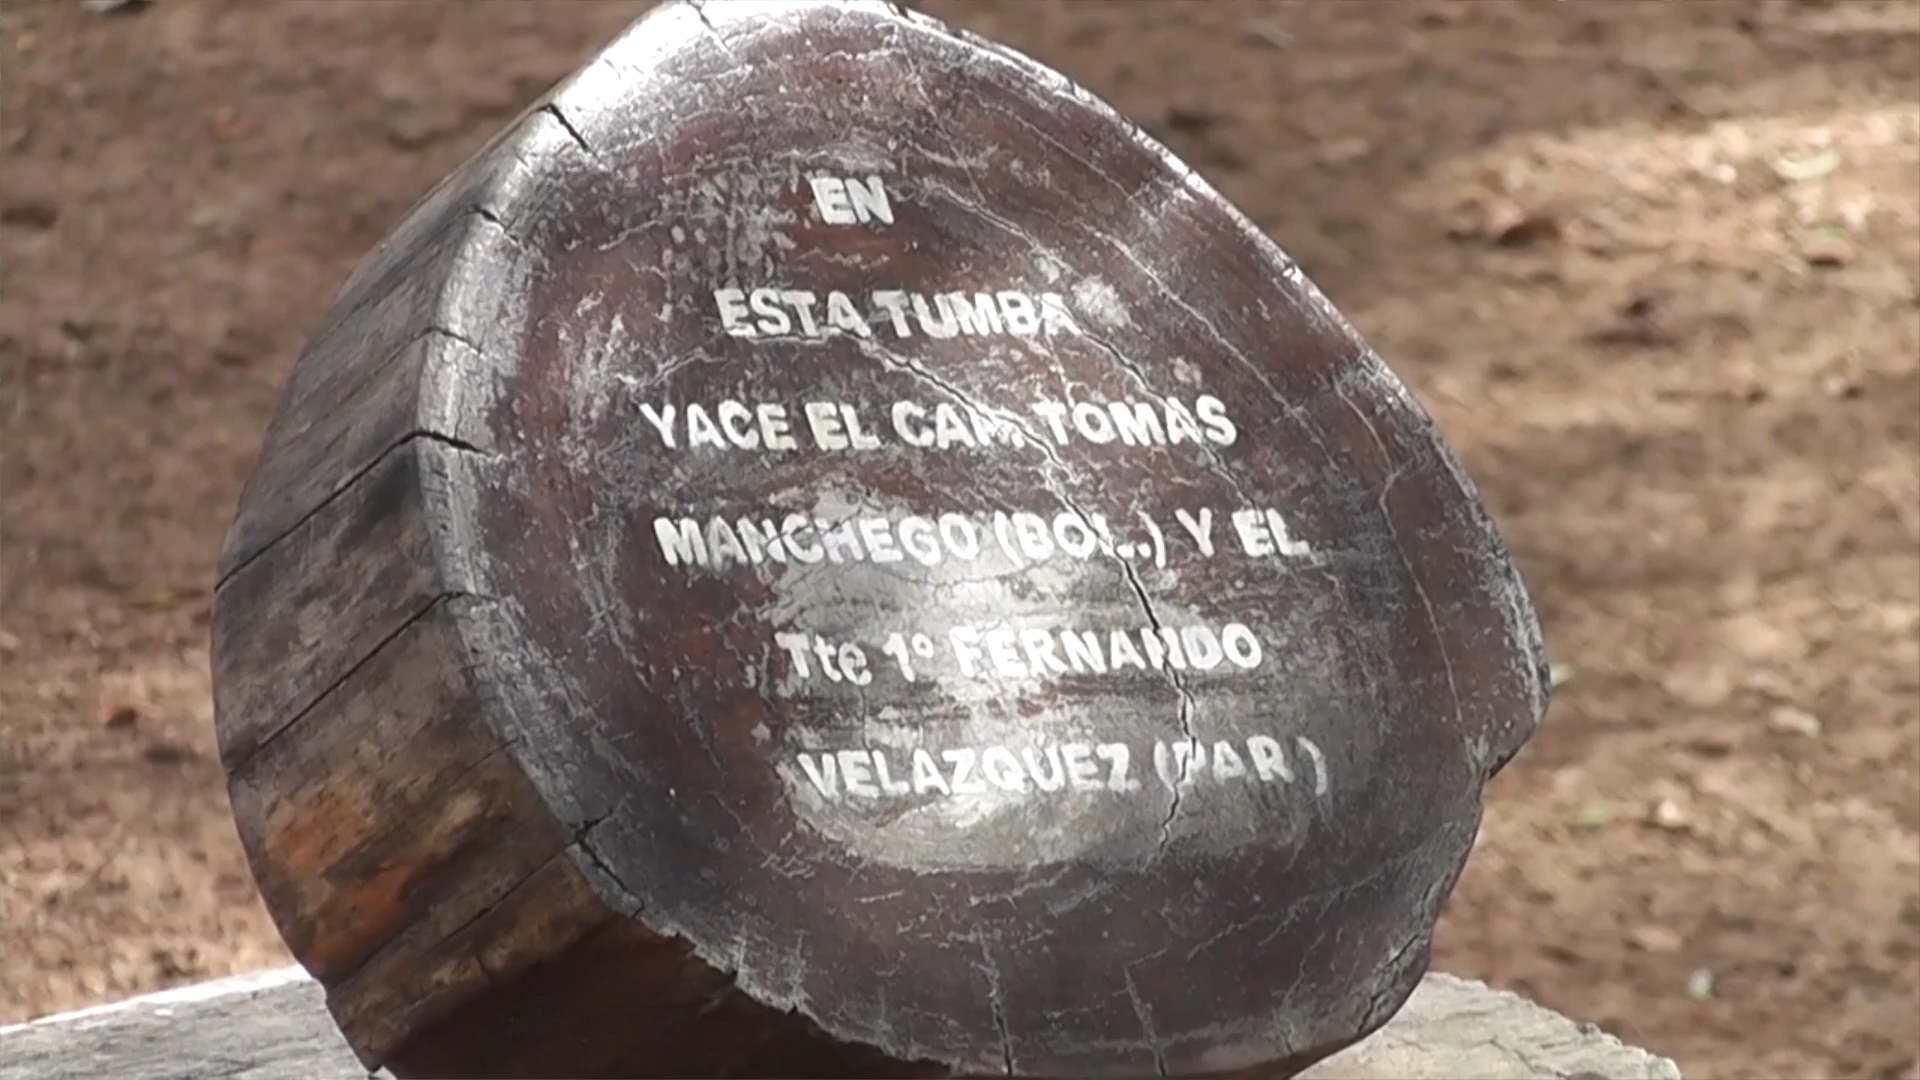 EN
ESTA TUMBA
YACE EL CAP. TOMAS
MANCHEGO (BOL.) Y EL
Tte 1º FERNANDO
VELAZQUEZ (PAR.)